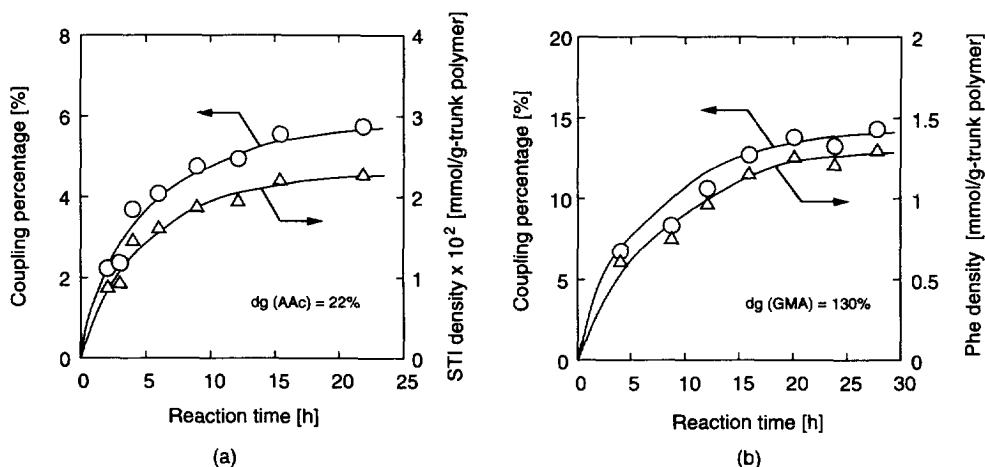 8
6
4
2
0
Coupling percentage [%]
4
3
2
1
0
STI density x 10² [mmol/g-trunk polymer]
dg (AAc) = 22%
0 5 10 15 20 25
Reaction time [h]
(a)
20
15
10
5
0
Coupling percentage [%]
2
1.5
1
0.5
0
Phe density [mmol/g-trunk polymer]
dg (GMA) = 130%
0 5 10 15 20 25 30
Reaction time [h]
(b)